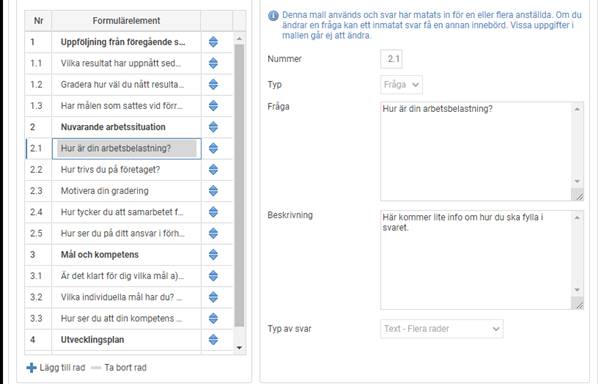 Nr Formulärelement
1 Uppföljning från föregående s...
1.1 Vilka resultat har uppnått sed...
1.2 Gradera hur väl du nått resulta...
1.3 Har målen som sattes vid förr...
2 Nuvarande arbetssituation
2.1 Hur är din arbetsbelastning?
2.2 Hur trivs du på företaget?
2.3 Motivera din gradering
2.4 Hur tycker du att samarbetet f...
2.5 Hur ser du på ditt ansvar i förh...
3 Mål och kompetens
3.1 Är det klart för dig vilka mål a)...
3.2 Vilka individuella mål har du? ...
3.3 Hur ser du att din kompetens ...
4 Utvecklingsplan
Lägg till rad Ta bort rad
Denna mall används och svar har matats in för en eller flera anställda. Om du
ändrar en fråga kan ett inmatat svar få en annan innebörd. Vissa uppgifter i
mallen går ej att ändra.
Nummer 2.1
Typ Fråga
Fråga Hur är din arbetsbelastning?
Beskrivning Här kommer lite info om hur du ska fylla i
svaret.
Typ av svar Text - Flera rader